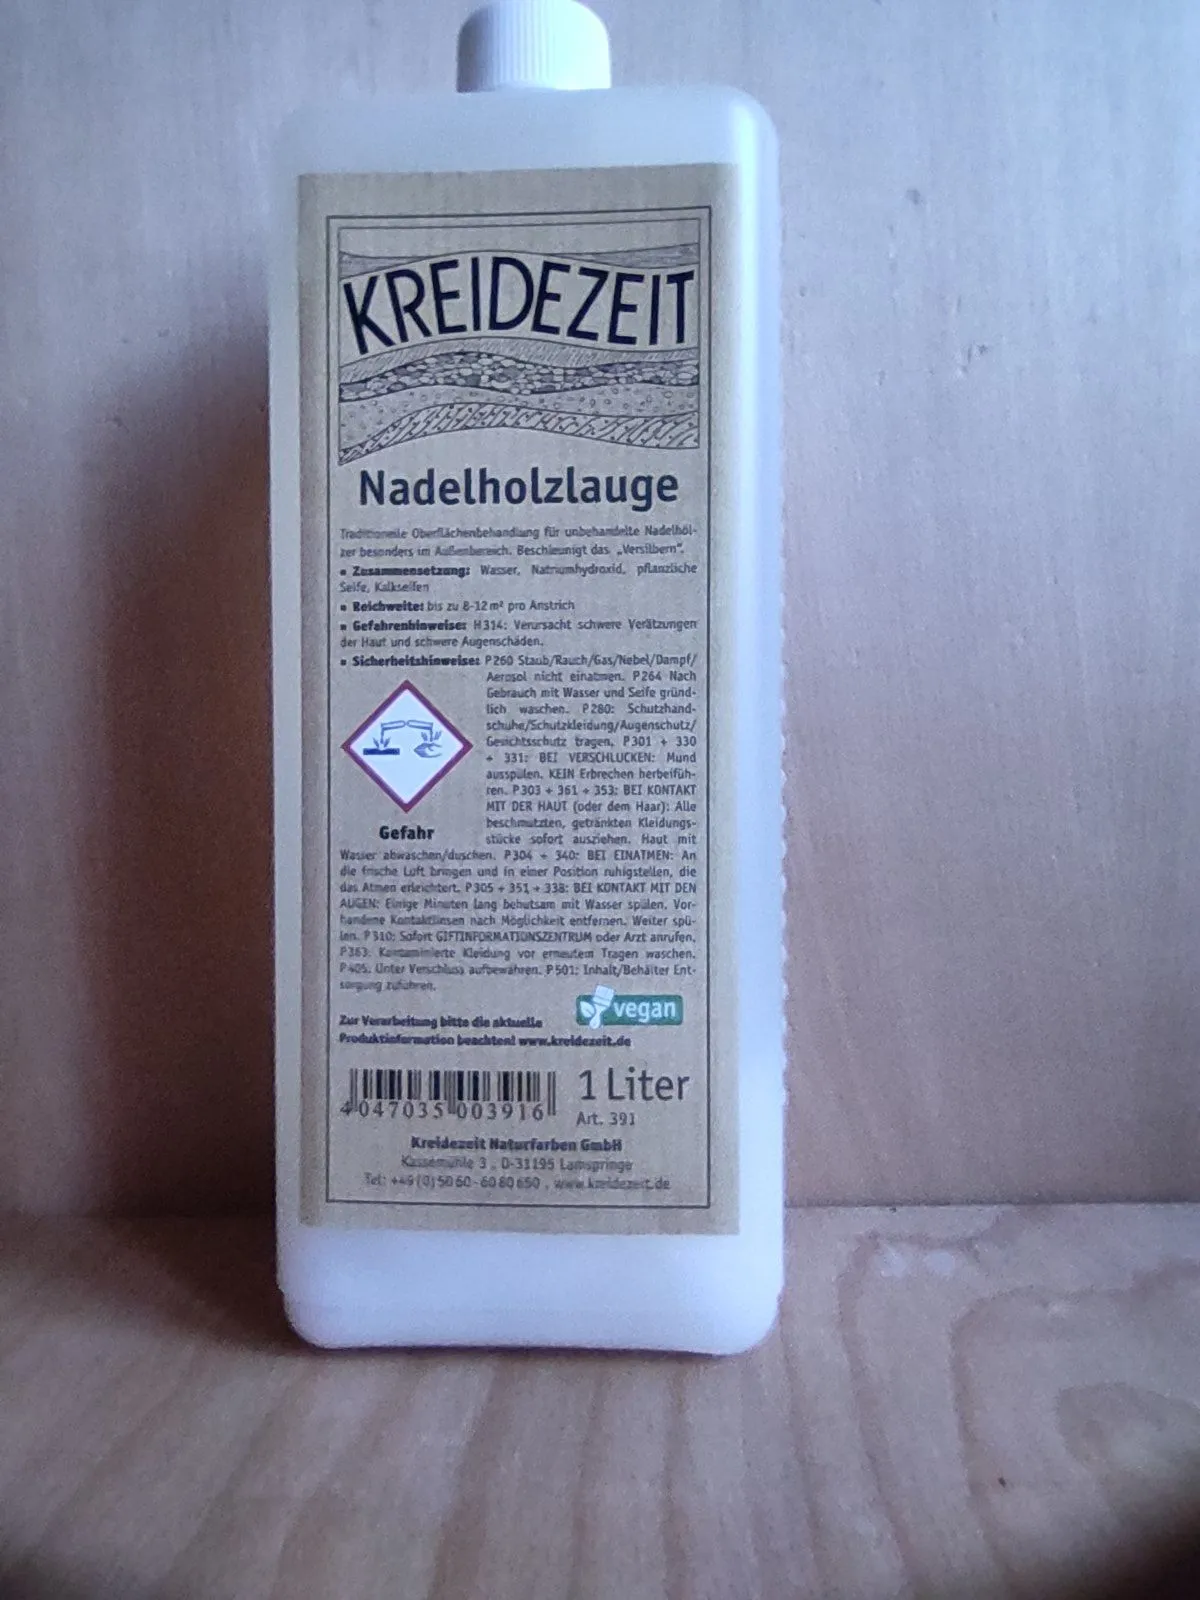 KREIDEZEIT
Nadelholzlauge
Traditionelle Oberflächenbehandlung für unbehandelte Nadelhöl-
zer besonders im Außenbereich. Beschleunigt das „Versilbern".
▪ Zusammensetzung: Wasser, Natriumhydroxid, pflanzliche
Seife, Kalkseifen
▪ Reichweite: bis zu 8-12 m² pro Anstrich
▪ Gefahrenhinweise: H314: Verursacht schwere Verätzungen
der Haut und schwere Augenschäden.
▪ Sicherheitshinweise: P260 Staub/Rauch/Gas/Nebel/Dampf/
Aerosol nicht einatmen. P264 Nach
Gebrauch mit Wasser und Seife gründ-
lich waschen. P280: Schutzhand-
schuhe/Schutzkleidung/Augenschutz/
Gesichtsschutz tragen. P301 + 330
+ 331: BEI VERSCHLUCKEN: Mund
ausspülen. KEIN Erbrechen herbeifüh-
ren. P303 + 361 + 353: BEI KONTAKT
MIT DER HAUT (oder dem Haar): Alle
beschmutzten, getränkten Kleidungs-
stücke sofort ausziehen. Haut mit
Gefahr
Wasser abwaschen/duschen. P304 + 340: BEI EINATMEN: An
die frische Luft bringen und in einer Position ruhigstellen, die
das Atmen erleichtert. P305 + 351 + 338: BEI KONTAKT MIT DEN
AUGEN: Einige Minuten lang behutsam mit Wasser spülen. Vor-
handene Kontaktlinsen nach Möglichkeit entfernen. Weiter spü-
len. P310: Sofort GIFTINFORMATIONSZENTRUM oder Arzt anrufen.
P363: Kontaminierte Kleidung vor erneutem Tragen waschen.
P405: Unter Verschluss aufbewahren. P501: Inhalt/Behälter Ent-
sorgung zuführen.
vegan
Zur Verarbeitung bitte die aktuelle
Produktinformation beachten! www.kreidezeit.de
4 047035 003916
1 Liter
Art. 391
Kreidezeit Naturfarben GmbH
Kassemühle 3 . D-31195 Lamspringe
Tel: +49 (0) 50 60 - 60 80 650 . www.kreidezeit.de